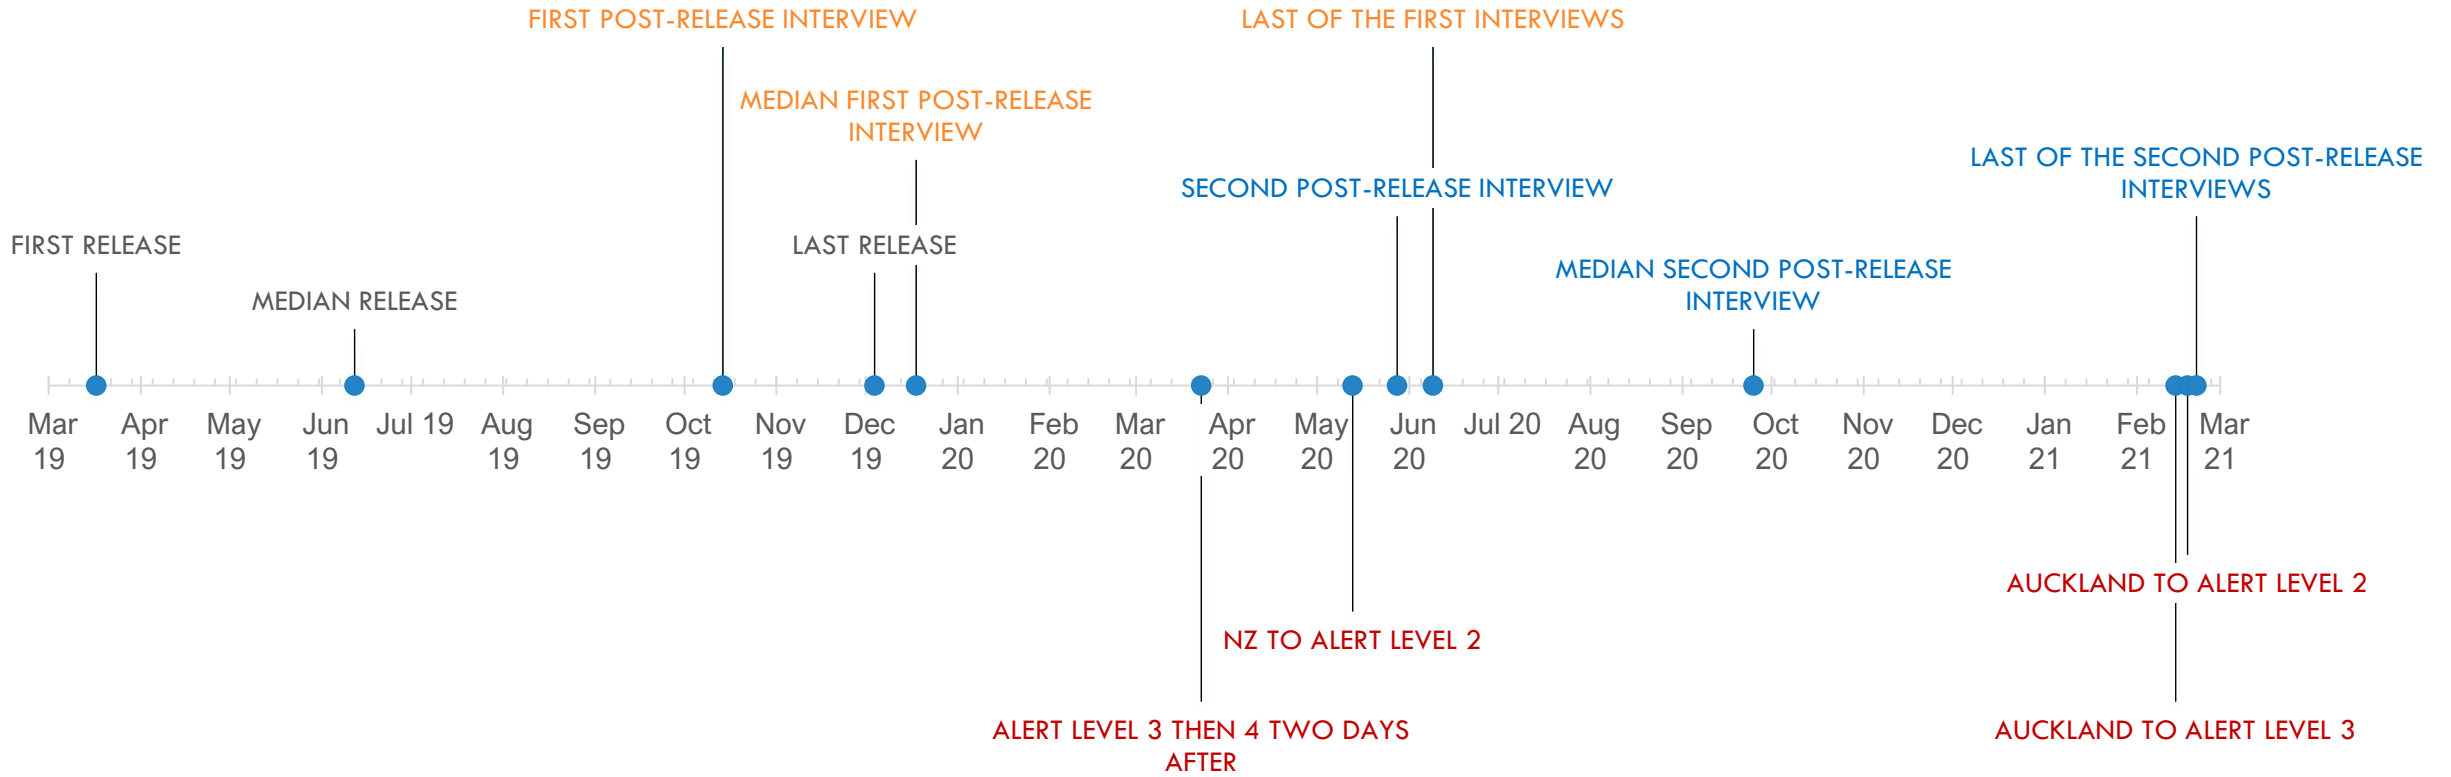 FIRST POST-RELEASE INTERVIEW
LAST OF THE FIRST INTERVIEWS
MEDIAN FIRST POST-RELEASE
INTERVIEW
LAST OF THE SECOND POST-RELEASE
INTERVIEWS
SECOND POST-RELEASE INTERVIEW
FIRST RELEASE
LAST RELEASE
MEDIAN SECOND POST-RELEASE
INTERVIEW
MEDIAN RELEASE
Mar
19
Apr
19
May
19
Jun
19
Jul 19
Aug
19
Sep
19
Oct
19
Nov
19
Dec
19
Jan
20
Feb
20
Mar
20
Apr
20
May
20
Jun
20
Jul 20
Aug
20
Sep
20
Oct
20
Nov
20
Dec
20
Jan
21
Feb
21
Mar
21
AUCKLAND TO ALERT LEVEL 2
NZ TO ALERT LEVEL 2
ALERT LEVEL 3 THEN 4 TWO DAYS
AFTER
AUCKLAND TO ALERT LEVEL 3